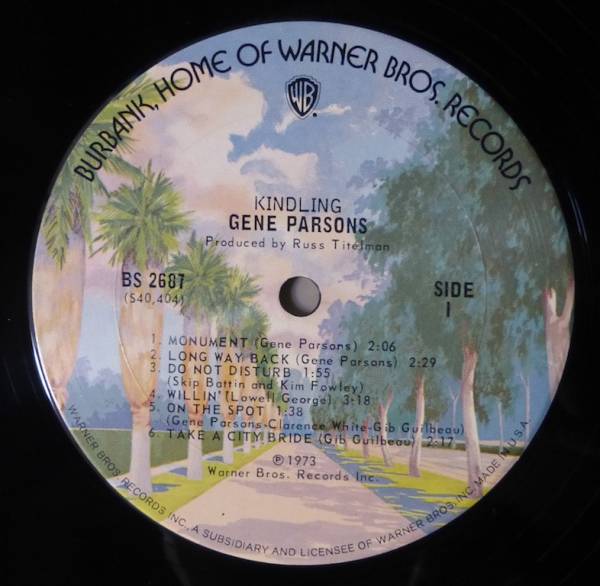 BURBANK, HOME OF WARNER BROS. RECORDS
WB
KINDLING
GENE PARSONS
Produced by Russ Titelman
BS 2687
(S40,404)
SIDE
1
1. MONUMENT (Gene Parsons) 2:06
2. LONG WAY BACK (Gene Parsons) 2:29
3. DO NOT DISTURB 1:55
(Skip Battin and Kim Fowley)
4. WILLIN' (Lowell George) 3:18
5. ON THE SPOT 1:38
(Gene Parsons-Clarence White-Gib Guilbeau)
6. TAKE A CITY BRIDE (Gib Guilbeau) 2:17
℗ 1973
Warner Bros. Records Inc.
WARNER BROS. RECORDS INC., A SUBSIDIARY AND LICENSEE OF WARNER BROS., INC. MADE IN U.S.A.